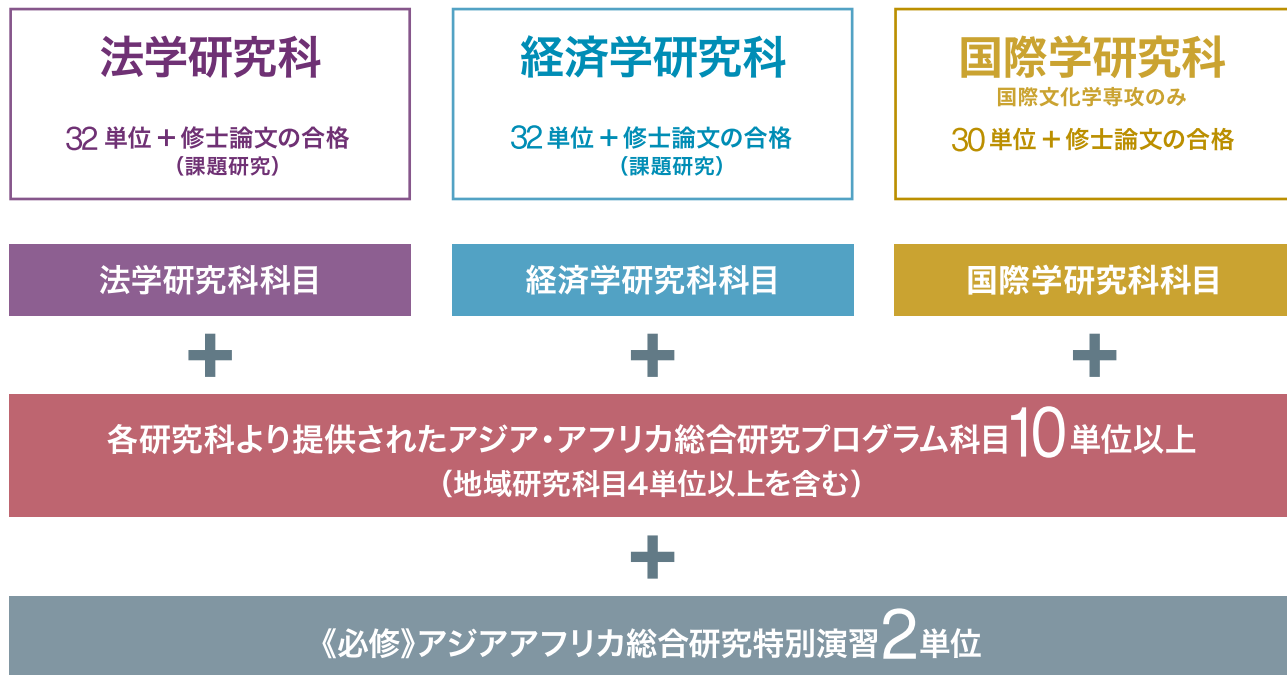 法学研究科
32単位+修士論文の合格
(課題研究)
経済学研究科
32単位+修士論文の合格
(課題研究)
国際学研究科
国際文化学専攻のみ
30単位+修士論文の合格
法学研究科科目
経済学研究科科目
国際学研究科科目
+
+
+
各研究科より提供されたアジア・アフリカ総合研究プログラム科目10単位以上
(地域研究科目4単位以上を含む)
+
《必修》アジアアフリカ総合研究特別演習2単位